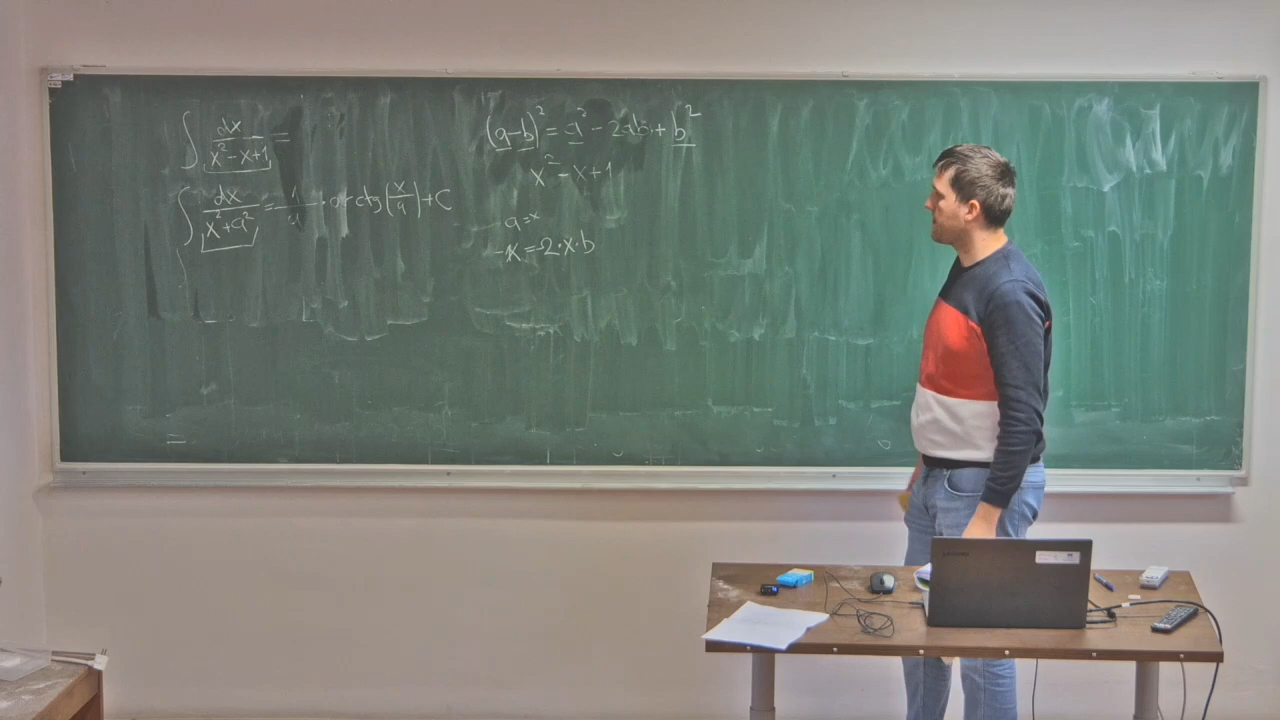 ∫ dx/(x²-x+1) =
∫ dx/(x²+a²) = 1/a · arctg(x/a)+C
(a-b)² = a² - 2ab + b²
x²-x+1
a=x
-x=-2·x·b